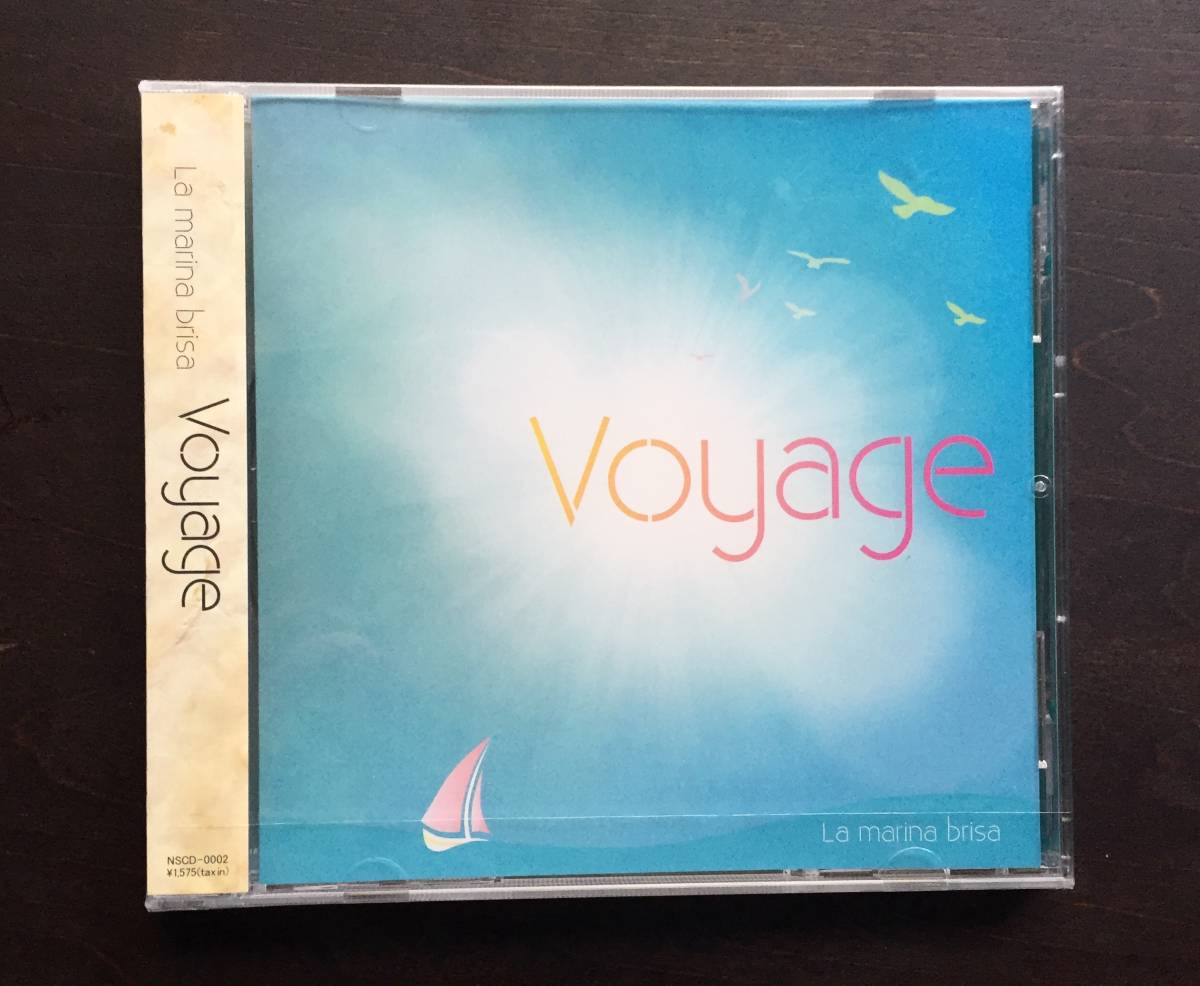 La marina brisa Voyage
NSCD-0002
¥1,575(tax in)
Voyage
La marina brisa